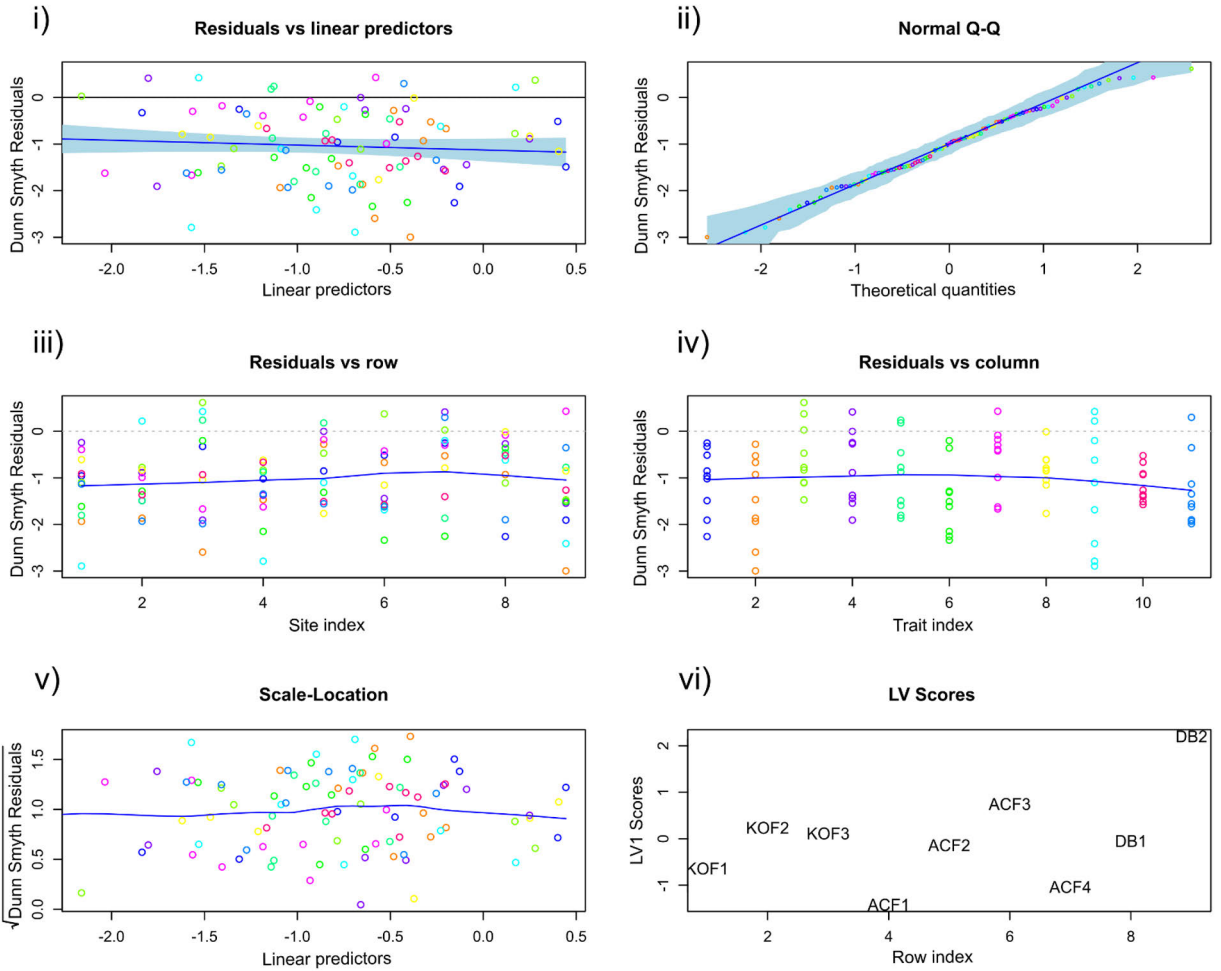 i)
Residuals vs linear predictors
Dunn Smyth Residuals
0
-1
-2
-3
-2.0 -1.5 -1.0 -0.5 0.0 0.5
Linear predictors
ii)
Normal Q-Q
Dunn Smyth Residuals
0
-1
-2
-3
-2 -1 0 1 2
Theoretical quantities
iii)
Residuals vs row
Dunn Smyth Residuals
0
-1
-2
-3
2 4 6 8
Site index
iv)
Residuals vs column
Dunn Smyth Residuals
0
-1
-2
-3
2 4 6 8 10
Trait index
v)
Scale-Location
√Dunn Smyth Residuals
1.5
1.0
0.5
0.0
-2.0 -1.5 -1.0 -0.5 0.0 0.5
Linear predictors
vi)
LV Scores
LV1 Scores
2
1
0
-1
DB2
ACF3
KOF2
KOF3
ACF2
DB1
KOF1
ACF4
ACF1
2 4 6 8
Row index